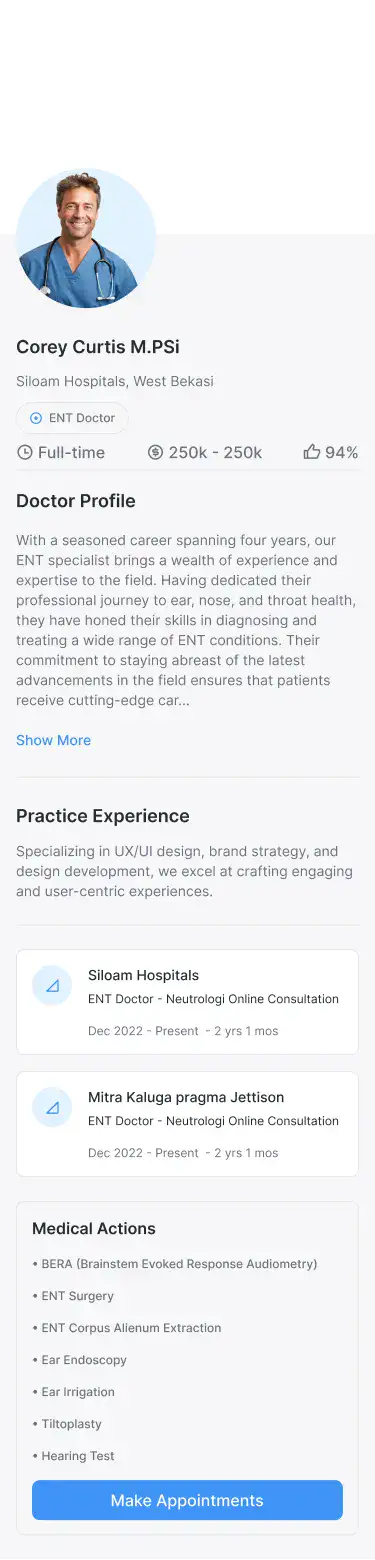 Corey Curtis M.PSi
Siloam Hospitals, West Bekasi
ENT Doctor
Full-time 250k - 250k 94%
Doctor Profile
With a seasoned career spanning four years, our
ENT specialist brings a wealth of experience and
expertise to the field. Having dedicated their
professional journey to ear, nose, and throat health,
they have honed their skills in diagnosing and
treating a wide range of ENT conditions. Their
commitment to staying abreast of the latest
advancements in the field ensures that patients
receive cutting-edge car...
Show More
Practice Experience
Specializing in UX/UI design, brand strategy, and
design development, we excel at crafting engaging
and user-centric experiences.
Siloam Hospitals
ENT Doctor - Neutrologi Online Consultation
Dec 2022 - Present - 2 yrs 1 mos
Mitra Kaluga pragma Jettison
ENT Doctor - Neutrologi Online Consultation
Dec 2022 - Present - 2 yrs 1 mos
Medical Actions
• BERA (Brainstem Evoked Response Audiometry)
• ENT Surgery
• ENT Corpus Alienum Extraction
• Ear Endoscopy
• Ear Irrigation
• Tiltoplasty
• Hearing Test
Make Appointments